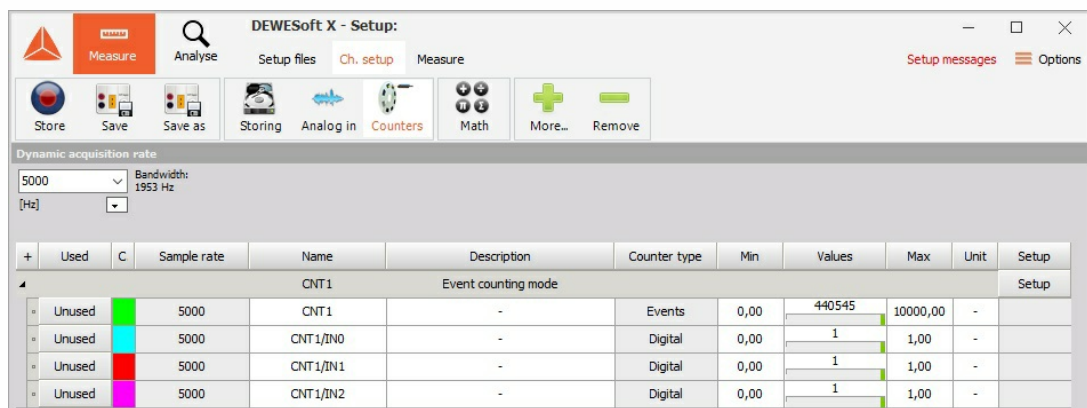 DEWESoft X - Setup:
Measure
Analyse
Setup files Ch. setup Measure
Setup messages Options
Store Save Save as Storing Analog in Counters Math More... Remove
Dynamic acquisition rate
5000 Bandwidth:
1953 Hz
[Hz]
+ Used C Sample rate Name Description Counter type Min Values Max Unit Setup
CNT1 Event counting mode Setup
Unused 5000 CNT1 - Events 0,00 440545 10000,00 -
Unused 5000 CNT1/IN0 - Digital 0,00 1 1,00 -
Unused 5000 CNT1/IN1 - Digital 0,00 1 1,00 -
Unused 5000 CNT1/IN2 - Digital 0,00 1 1,00 -